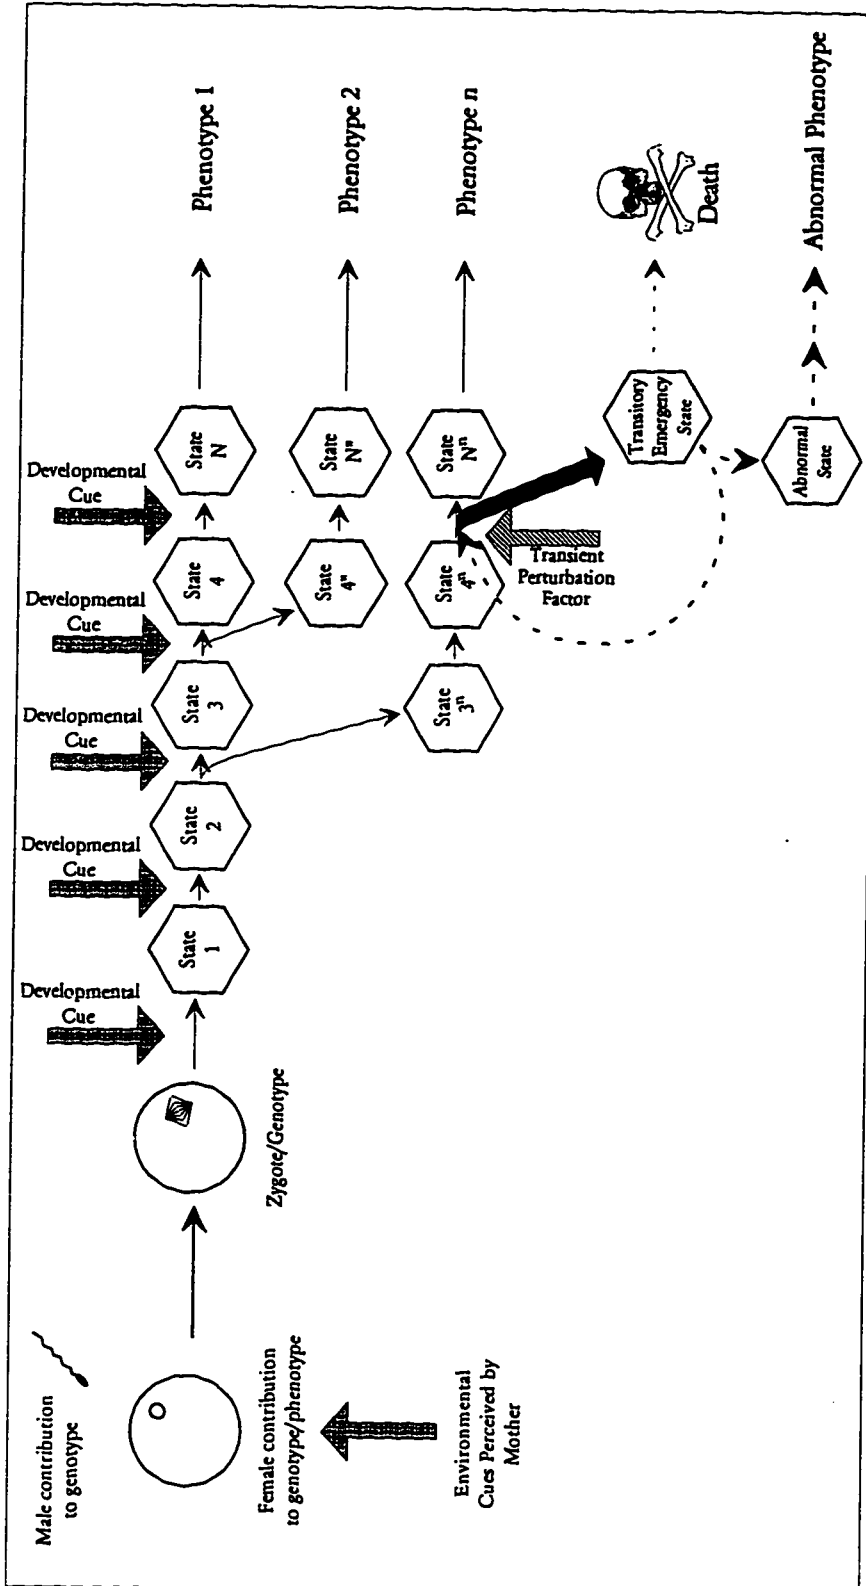 Male contribution
to genotype
Female contribution
to genotype/phenotype
Environmental
Cues Perceived by
Mother
Zygote/Genotype
Developmental
Cue
Developmental
Cue
Developmental
Cue
Developmental
Cue
Developmental
Cue
State
1
State
2
State
3
State
4
State
N
Phenotype 1
State
4"
State
N"
Phenotype 2
State
3ⁿ
State
4ⁿ
State
Nⁿ
Phenotype n
Transient
Perturbation
Factor
Transitory
Emergency
State
Death
Abnormal
State
Abnormal Phenotype